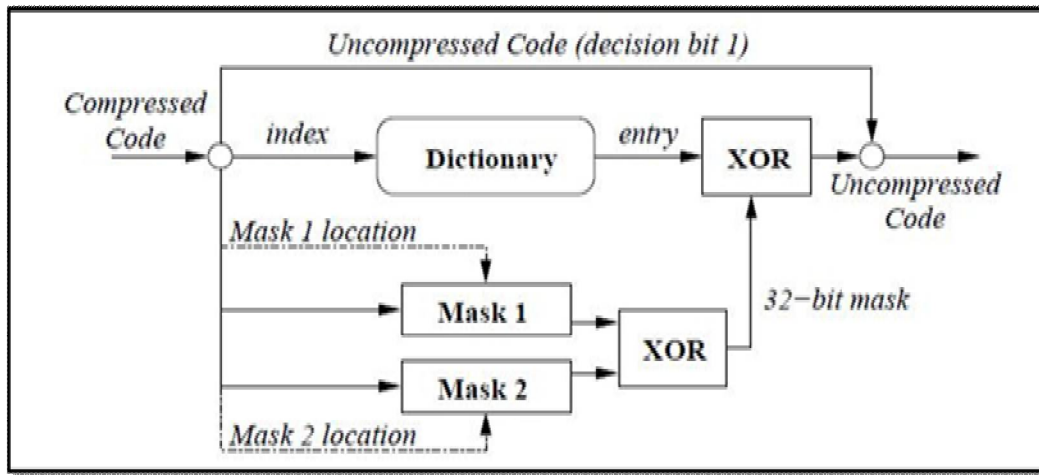 Uncompressed Code (decision bit 1)
Compressed
Code
index
Dictionary
entry
XOR
Uncompressed
Code
Mask 1 location
Mask 1
32-bit mask
XOR
Mask 2
Mask 2 location